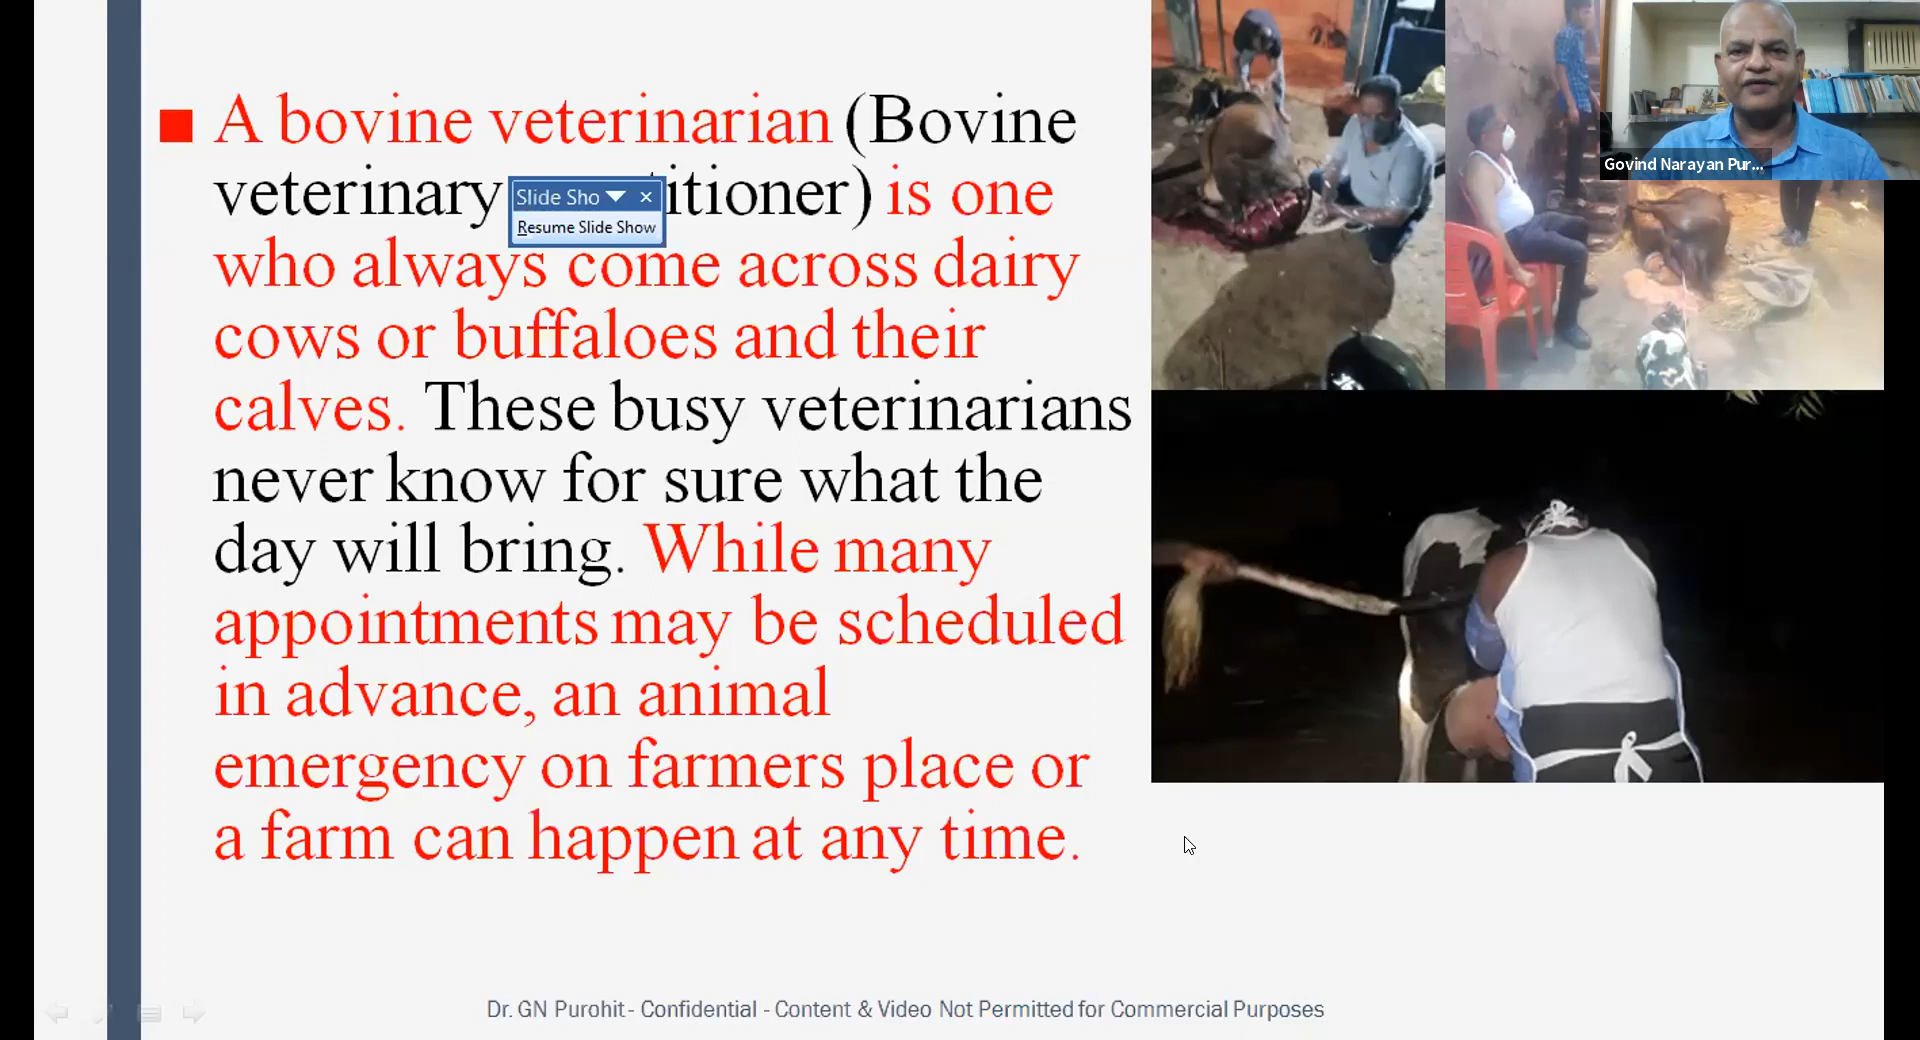 A bovine veterinarian (Bovine
veterinary titioner) is one
who always come across dairy
cows or buffaloes and their
calves. These busy veterinarians
never know for sure what the
day will bring. While many
appointments may be scheduled
in advance, an animal
emergency on farmers place or
a farm can happen at any time.
Slide Sho
Resume Slide Show
Govind Narayan Pur...
Dr. GN Purohit - Confidential - Content & Video Not Permitted for Commercial Purposes